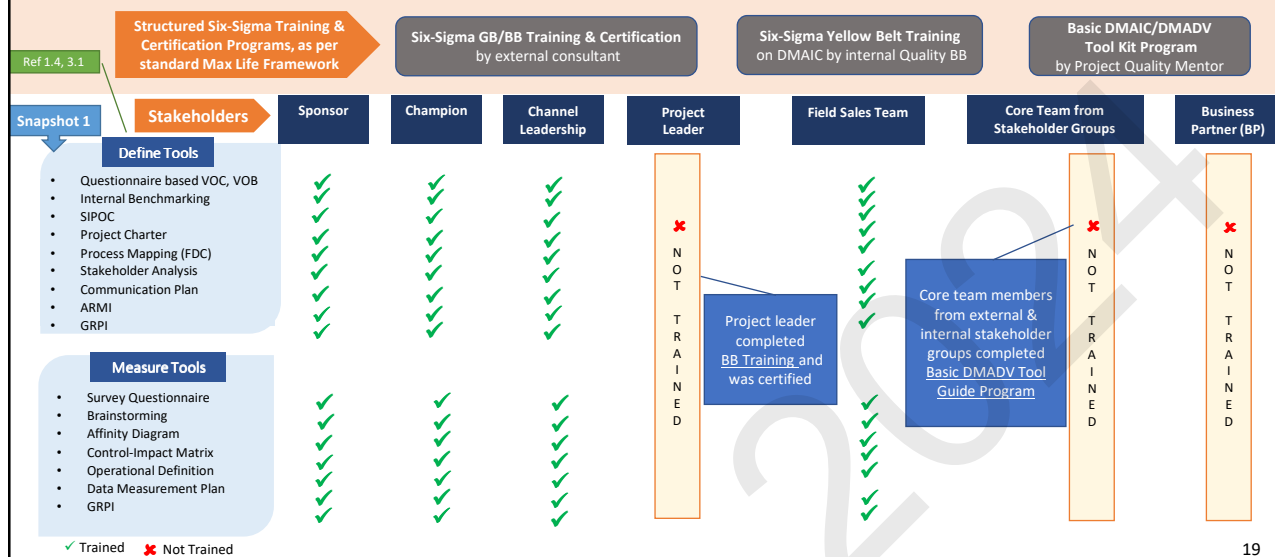 Structured Six-Sigma Training &
Certification Programs, as per
standard Max Life Framework
Six-Sigma GB/BB Training & Certification
by external consultant
Six-Sigma Yellow Belt Training
on DMAIC by internal Quality BB
Basic DMAIC/DMADV
Tool Kit Program
by Project Quality Mentor
Ref 1.4, 3.1
Snapshot 1
Stakeholders
Sponsor
Champion
Channel
Leadership
Project
Leader
Field Sales Team
Core Team from
Stakeholder Groups
Business
Partner (BP)
Define Tools
• Questionnaire based VOC, VOB
• Internal Benchmarking
• SIPOC
• Project Charter
• Process Mapping (FDC)
• Stakeholder Analysis
• Communication Plan
• ARMI
• GRPI
Measure Tools
• Survey Questionnaire
• Brainstorming
• Affinity Diagram
• Control-Impact Matrix
• Operational Definition
• Data Measurement Plan
• GRPI
✘ NOT TRAINED
Project leader
completed
BB Training and
was certified
Core team members
from external &
internal stakeholder
groups completed
Basic DMADV Tool
Guide Program
✘ NOT TRAINED
✘ NOT TRAINED
✓ Trained ✘ Not Trained
19
2024